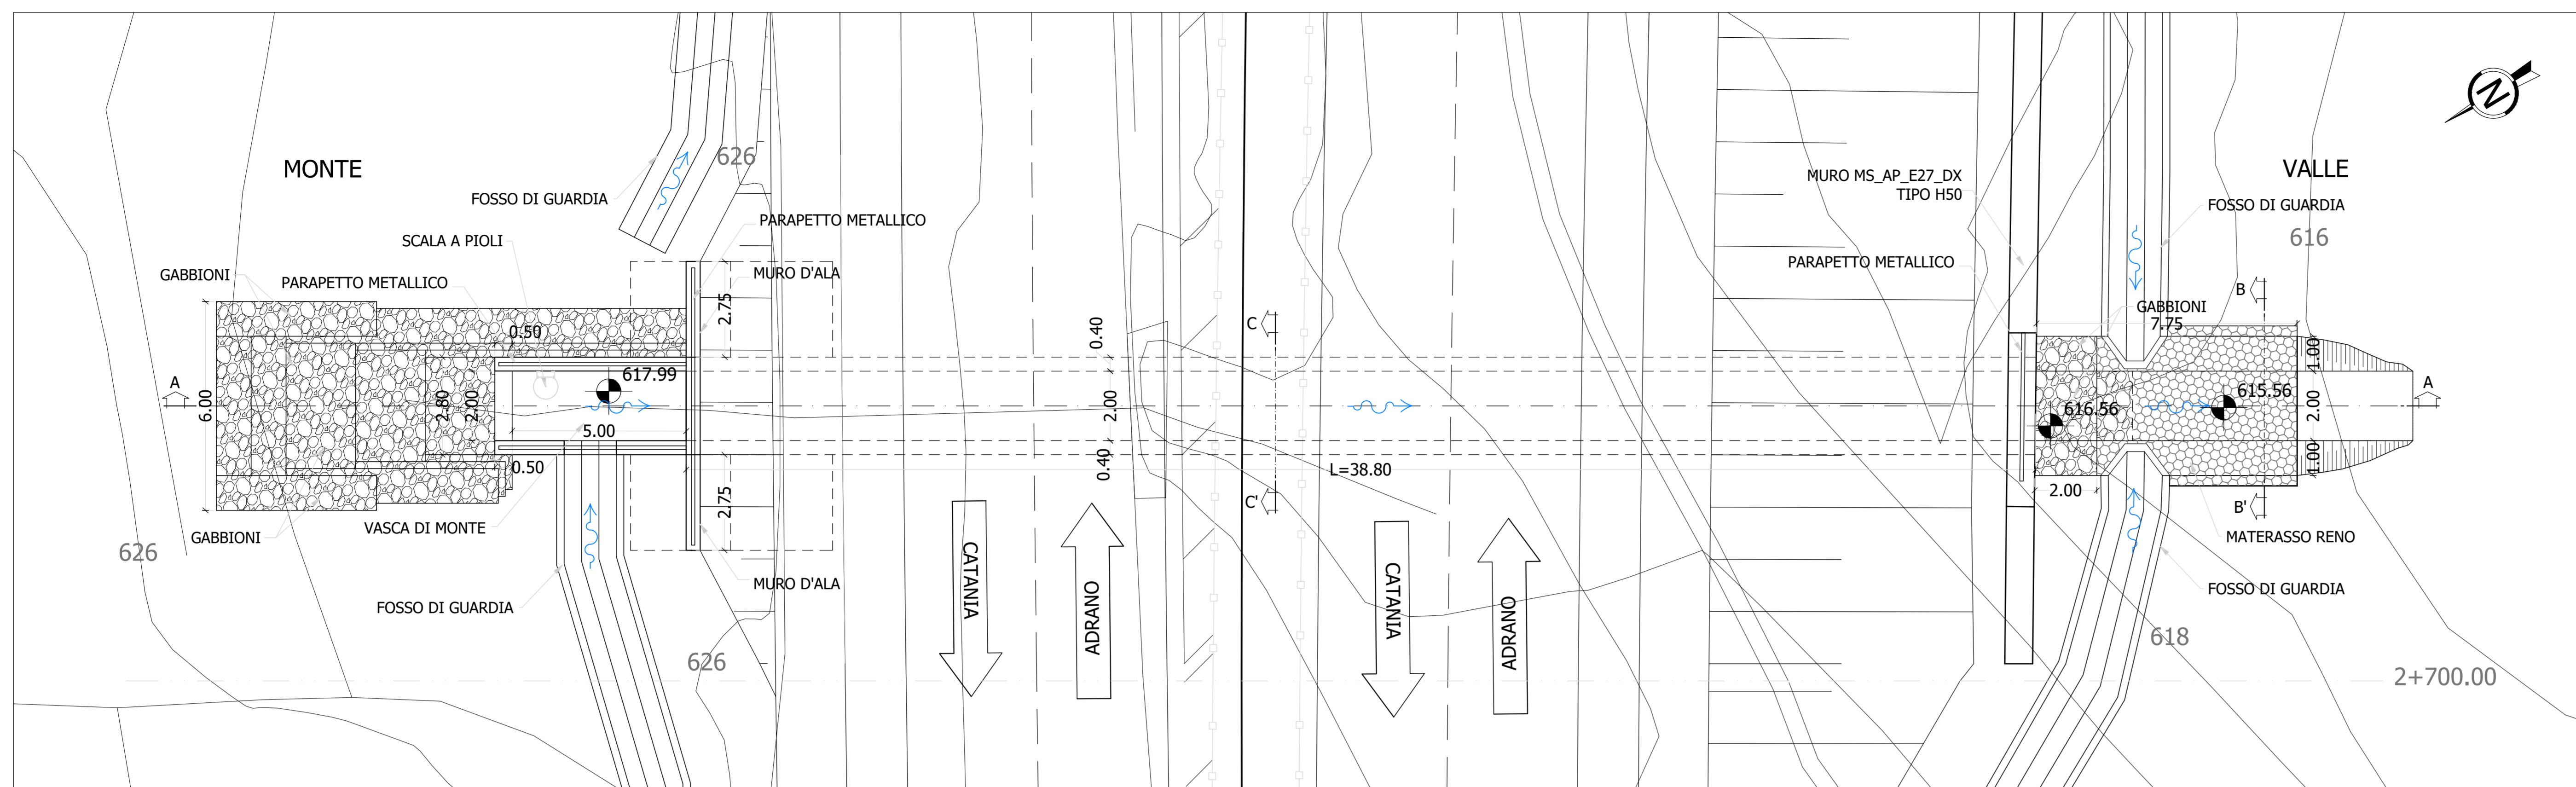 N
MONTE
VALLE
626
FOSSO DI GUARDIA
SCALA A PIOLI
PARAPETTO METALLICO
GABBIONI
PARAPETTO METALLICO
MURO D'ALA
2.75
0.50
617.99
A
6.00
2.80
2.00
5.00
0.50
GABBIONI
VASCA DI MONTE
626
FOSSO DI GUARDIA
2.75
MURO D'ALA
626
0.40
2.00
0.40
C
L=38.80
C'
CATANIA
ADRANO
CATANIA
ADRANO
MURO MS_AP_E27_DX
TIPO H50
PARAPETTO METALLICO
FOSSO DI GUARDIA
616
B
GABBIONI
7.75
1.00
615.56
616.56
2.00
A
1.00
2.00
B'
MATERASSO RENO
FOSSO DI GUARDIA
618
2+700.00